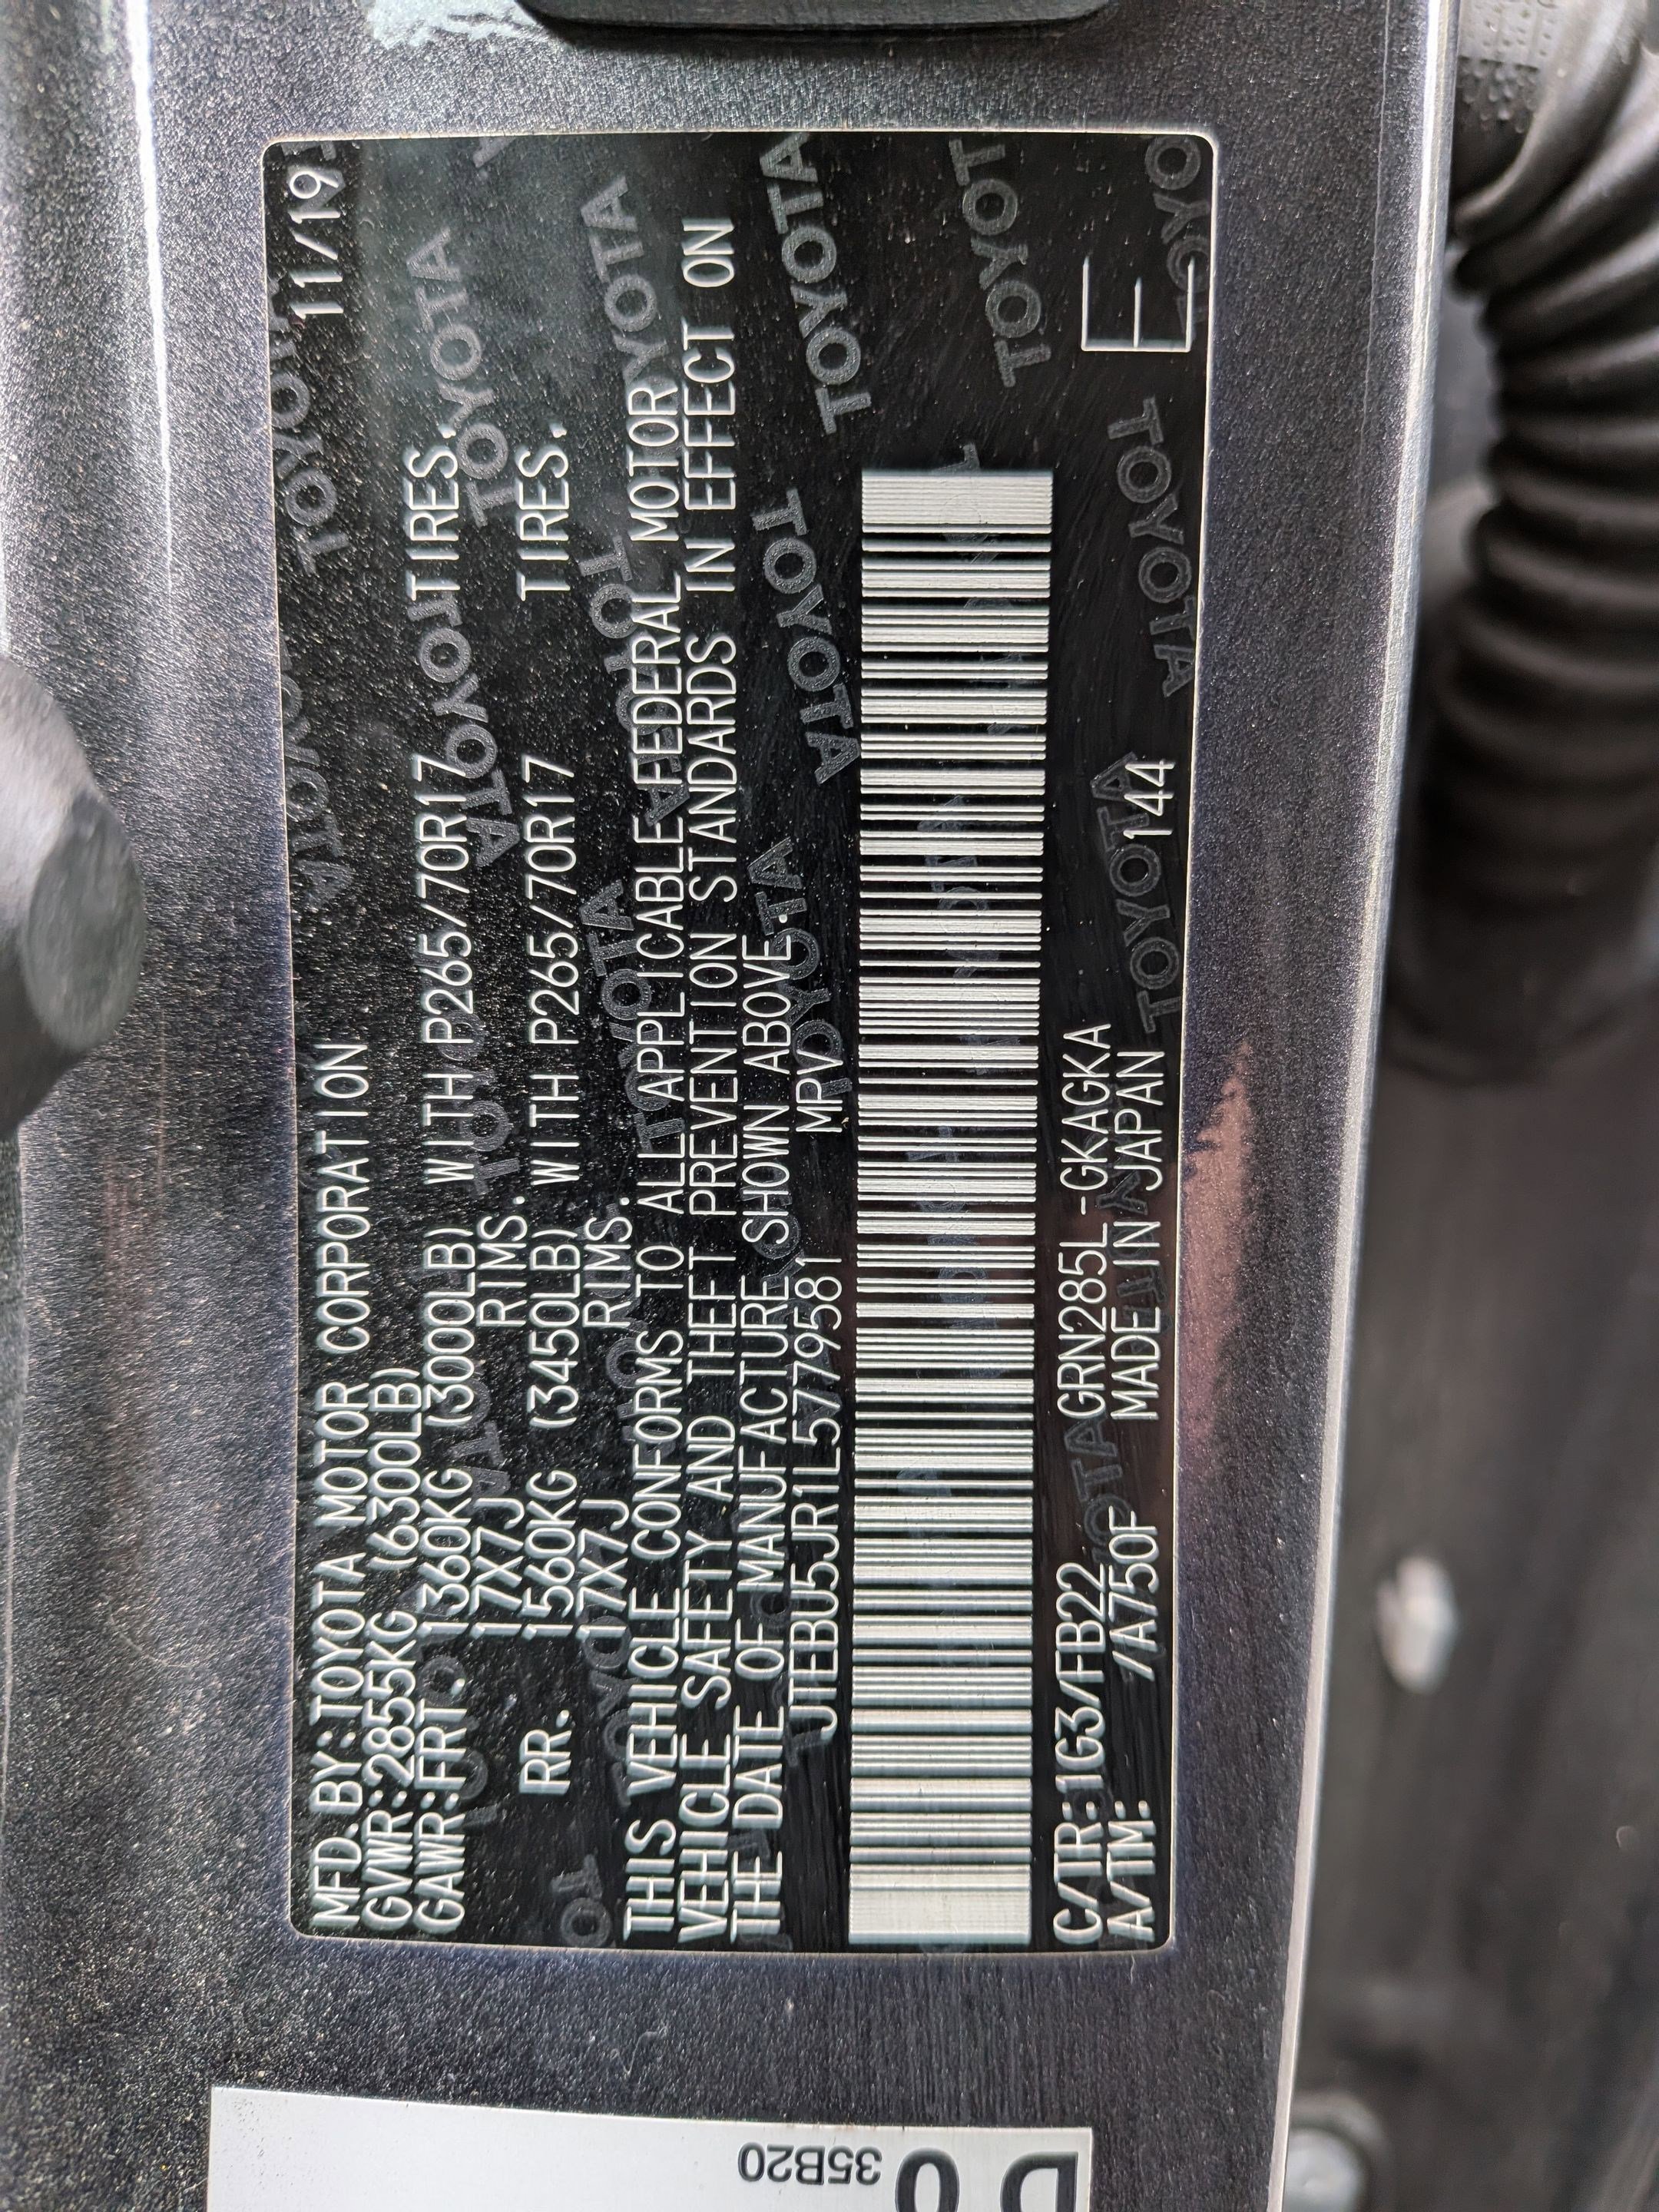 MFD.BY:TOYOTA MOTOR CORPORATION 11/19
GVWR:2855KG (6300LB)
GAWR:FRT. 1360KG (3000LB) WITH P265/70R17 TIRES.
17X7J RIMS.
RR. 1560KG (3450LB) WITH P265/70R17 TIRES.
17X7J RIMS.
THIS VEHICLE CONFORMS TO ALL APPLICABLE FEDERAL MOTOR
VEHICLE SAFETY AND THEFT PREVENTION STANDARDS IN EFFECT ON
THE DATE OF MANUFACTURE SHOWN ABOVE.
JTEBU5JR1L5779581 MPV
C/TR:1G3/FB22 GRN285L-GKAGKA
A/TM: /A750F MADE IN JAPAN 144 E
35B20